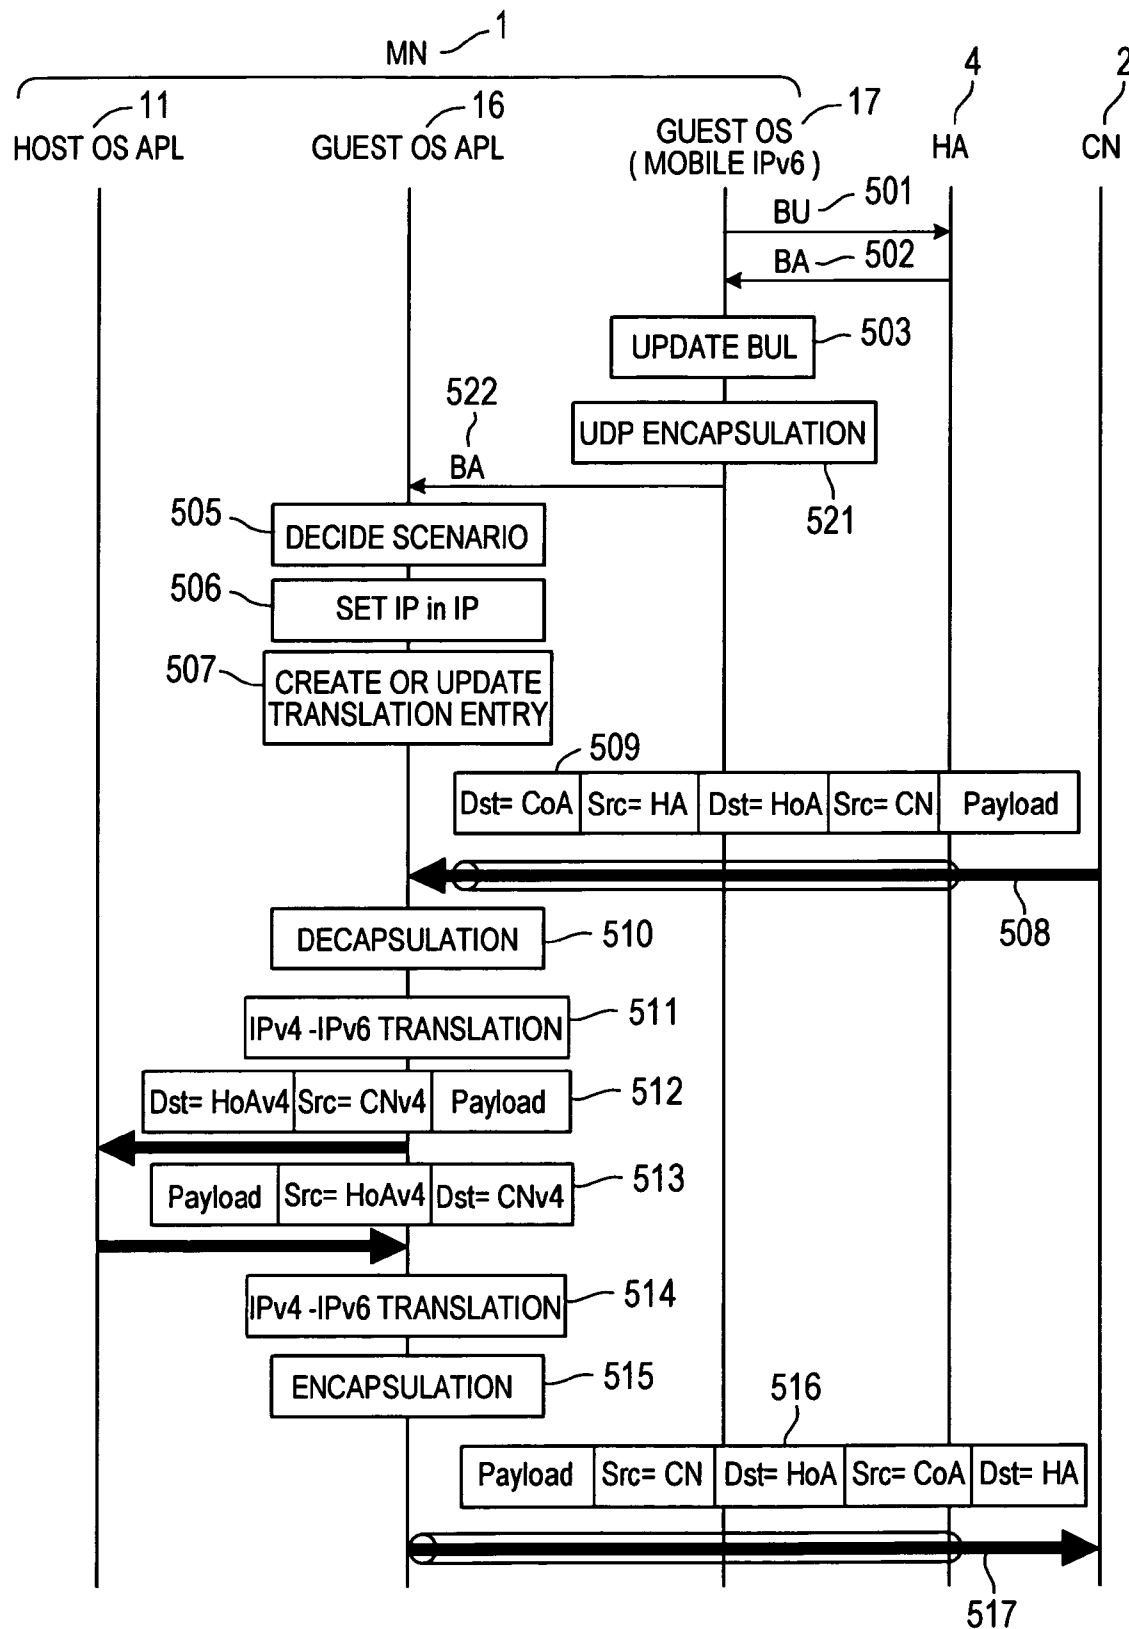 1
MN
11
16
17
4
2
HOST OS APL
GUEST OS APL
GUEST OS
( MOBILE IPv6 )
HA
CN
BU
501
BA
502
UPDATE BUL
503
522
UDP ENCAPSULATION
BA
521
505
DECIDE SCENARIO
506
SET IP in IP
507
CREATE OR UPDATE
TRANSLATION ENTRY
509
Dst= CoA Src= HA Dst= HoA Src= CN Payload
508
DECAPSULATION
510
IPv4 -IPv6 TRANSLATION
511
Dst= HoAv4 Src= CNv4 Payload
512
Payload Src= HoAv4 Dst= CNv4
513
IPv4 -IPv6 TRANSLATION
514
ENCAPSULATION
515
516
Payload Src= CN Dst= HoA Src= CoA Dst= HA
517